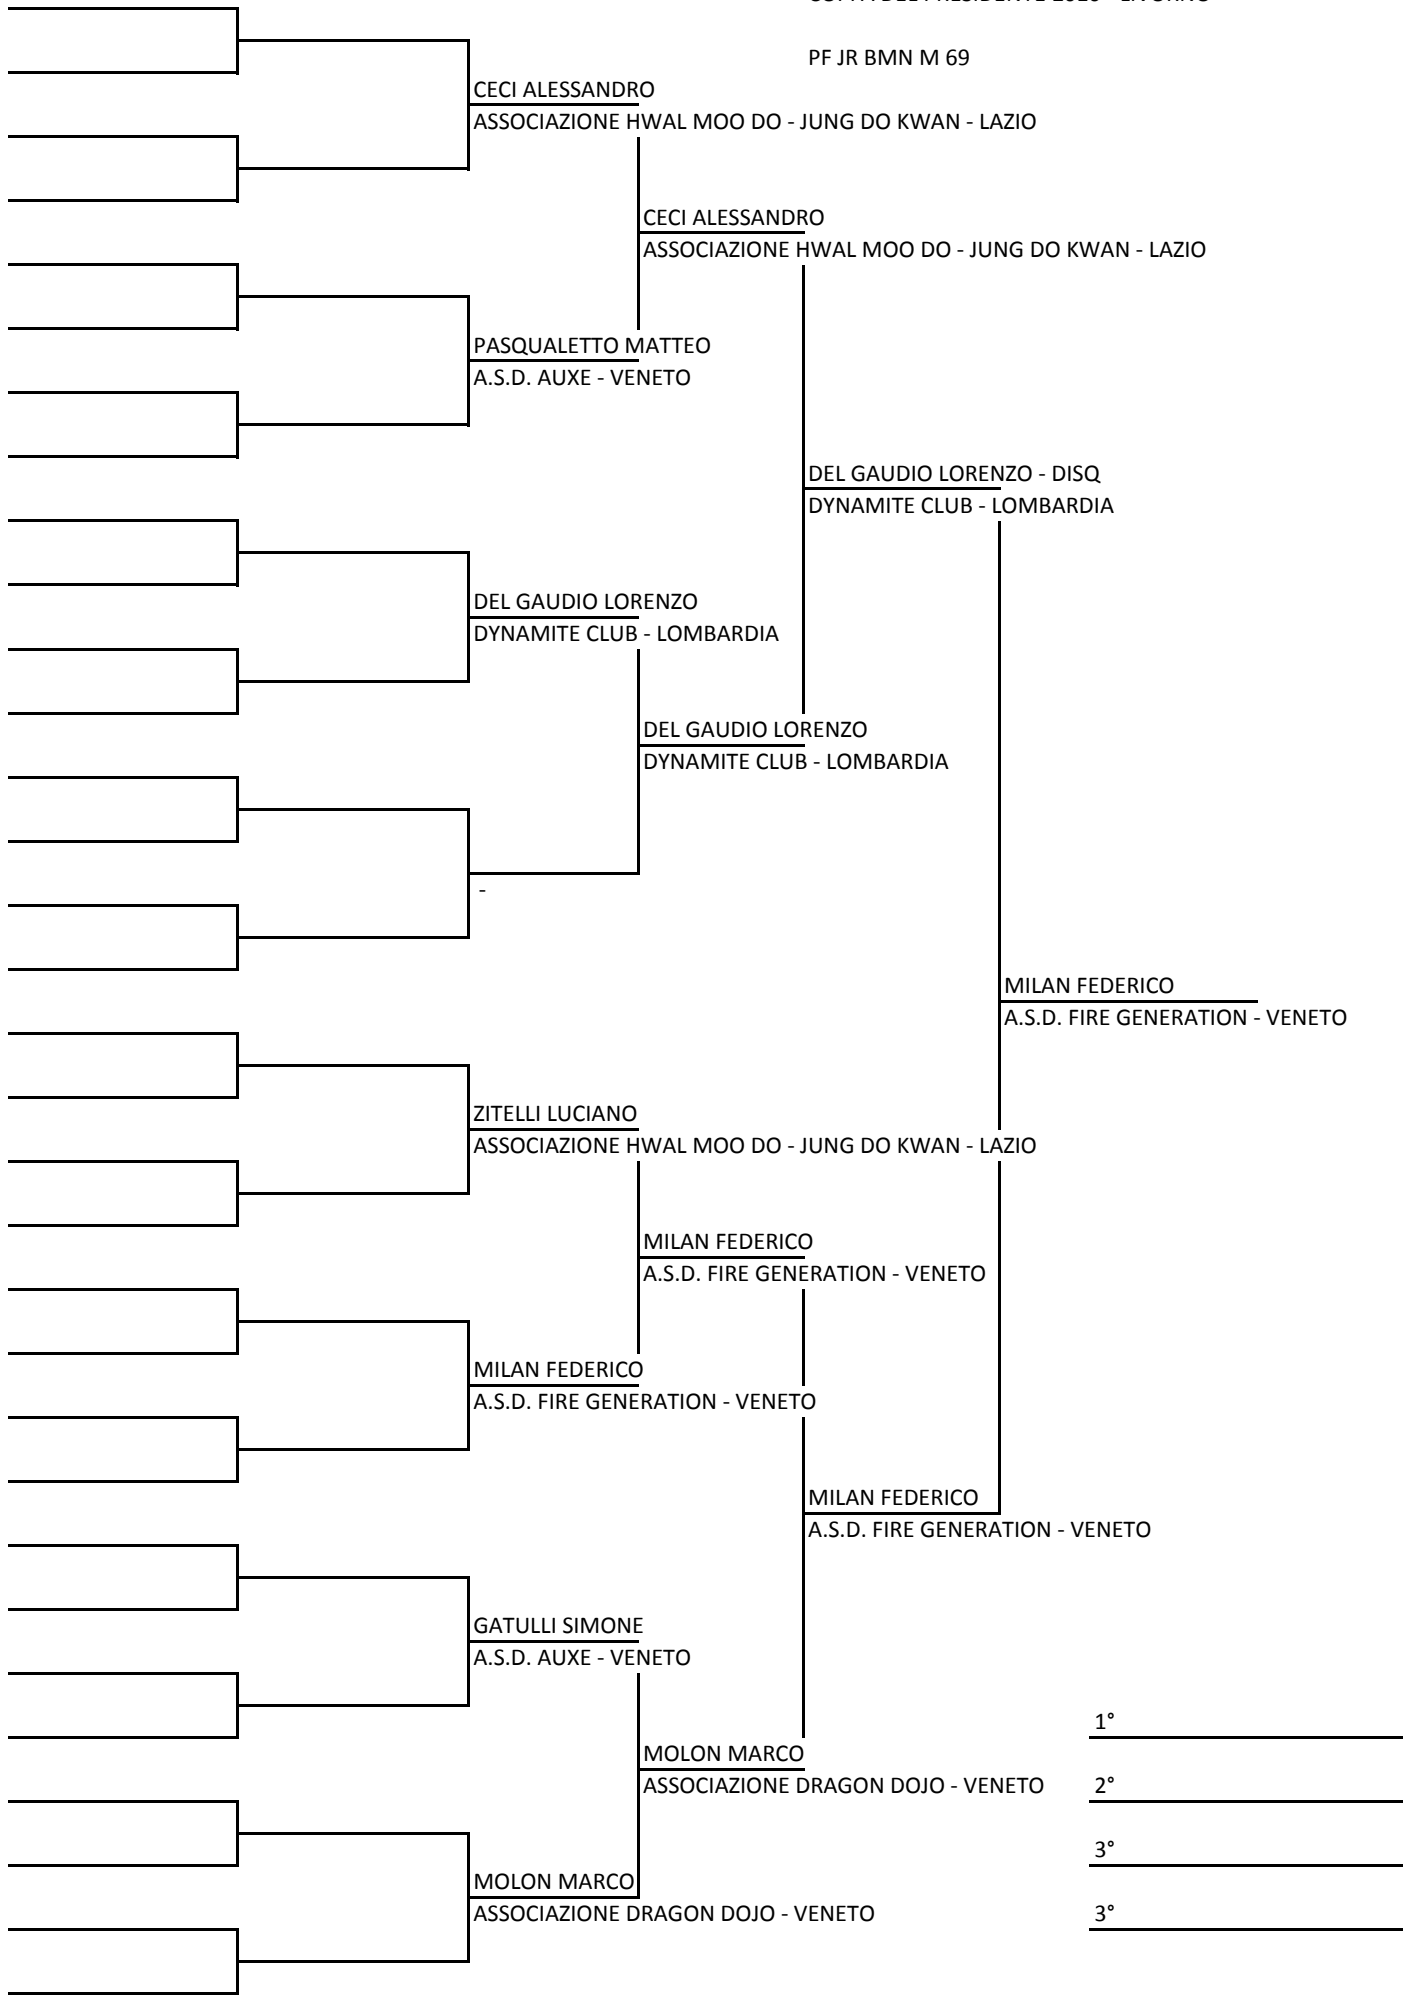 PF JR BMN M 69
CECI ALESSANDRO
ASSOCIAZIONE HWAL MOO DO - JUNG DO KWAN - LAZIO
CECI ALESSANDRO
ASSOCIAZIONE HWAL MOO DO - JUNG DO KWAN - LAZIO
PASQUALETTO MATTEO
A.S.D. AUXE - VENETO
DEL GAUDIO LORENZO - DISQ
DYNAMITE CLUB - LOMBARDIA
DEL GAUDIO LORENZO
DYNAMITE CLUB - LOMBARDIA
DEL GAUDIO LORENZO
DYNAMITE CLUB - LOMBARDIA
-
MILAN FEDERICO
A.S.D. FIRE GENERATION - VENETO
ZITELLI LUCIANO
ASSOCIAZIONE HWAL MOO DO - JUNG DO KWAN - LAZIO
MILAN FEDERICO
A.S.D. FIRE GENERATION - VENETO
MILAN FEDERICO
A.S.D. FIRE GENERATION - VENETO
MILAN FEDERICO
A.S.D. FIRE GENERATION - VENETO
GATULLI SIMONE
A.S.D. AUXE - VENETO
1°
MOLON MARCO
ASSOCIAZIONE DRAGON DOJO - VENETO
2°
3°
MOLON MARCO
ASSOCIAZIONE DRAGON DOJO - VENETO
3°